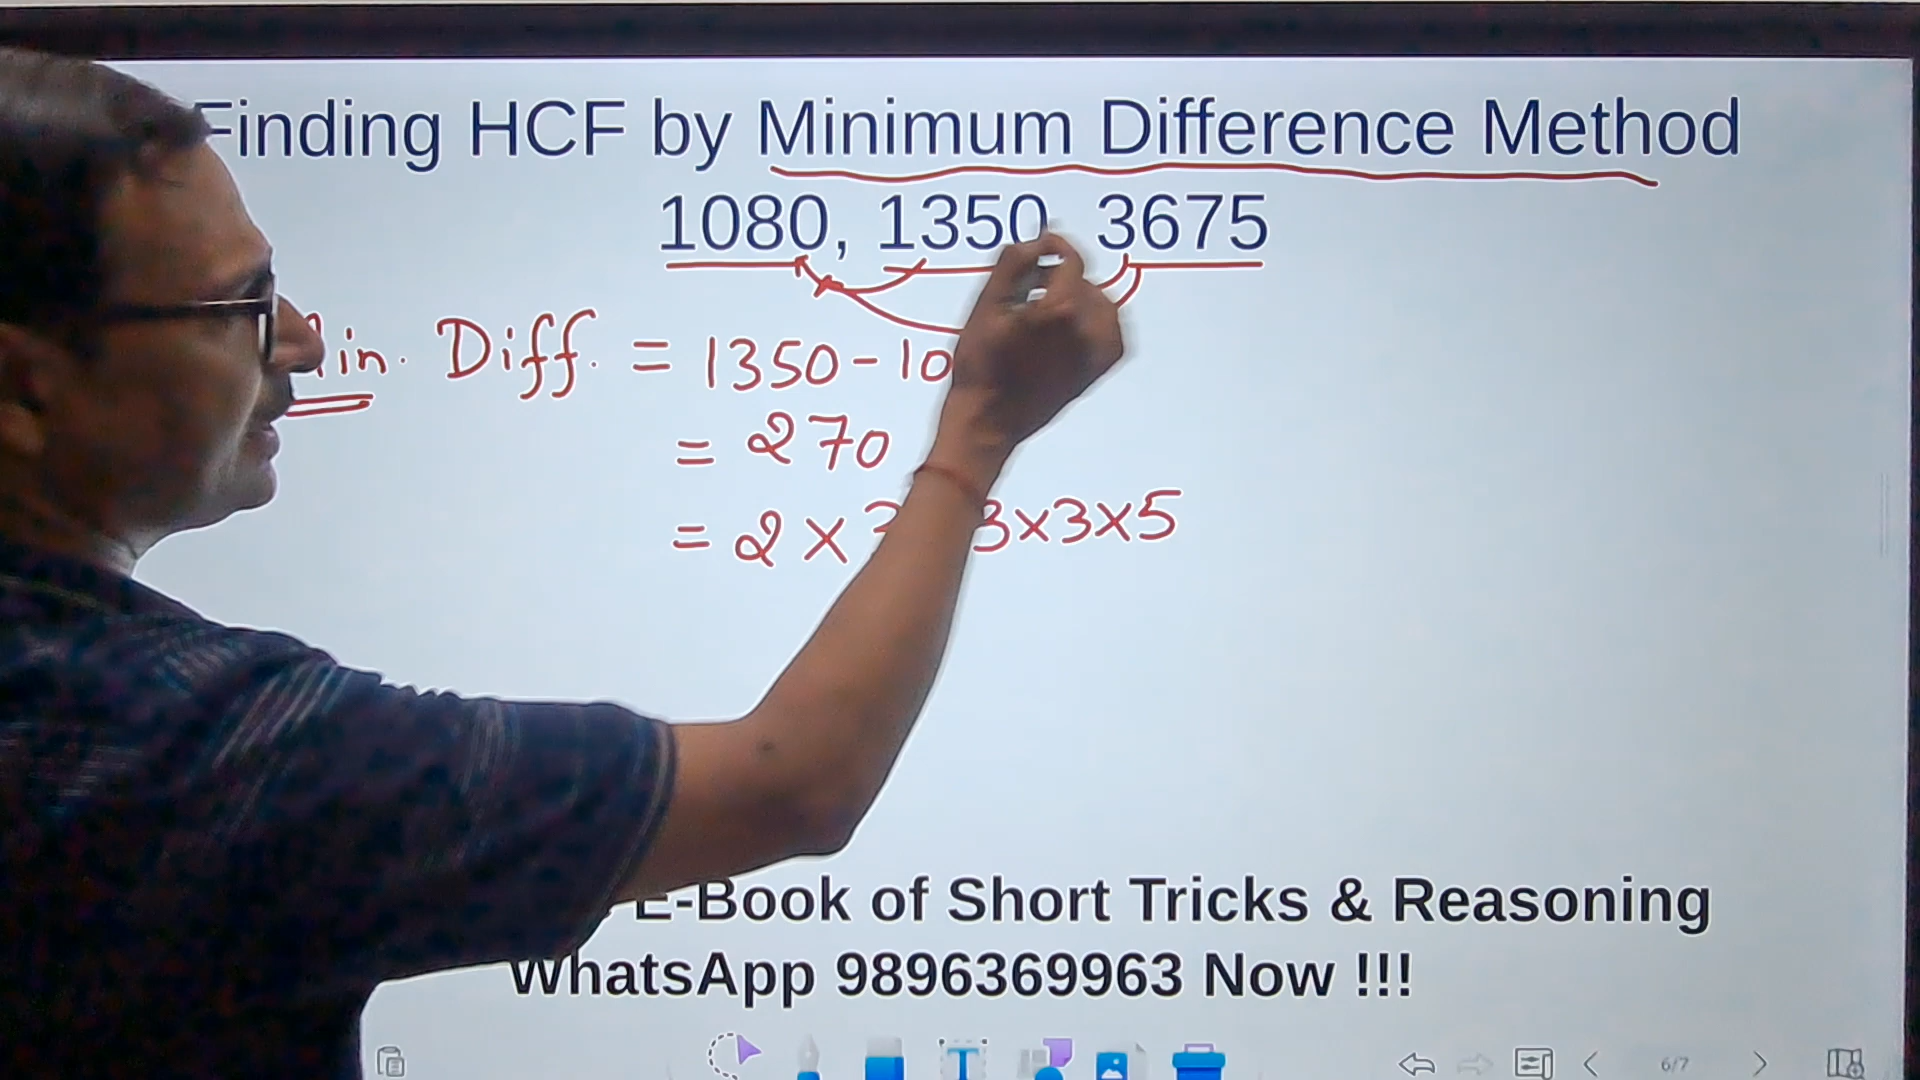 Finding HCF by Minimum Difference Method
1080, 1350 3675
in. Diff. = 1350 - 10
= 270
= 2 × 3 × 3 × 5
E-Book of Short Tricks & Reasoning
WhatsApp 9896369963 Now !!!
T
6/7